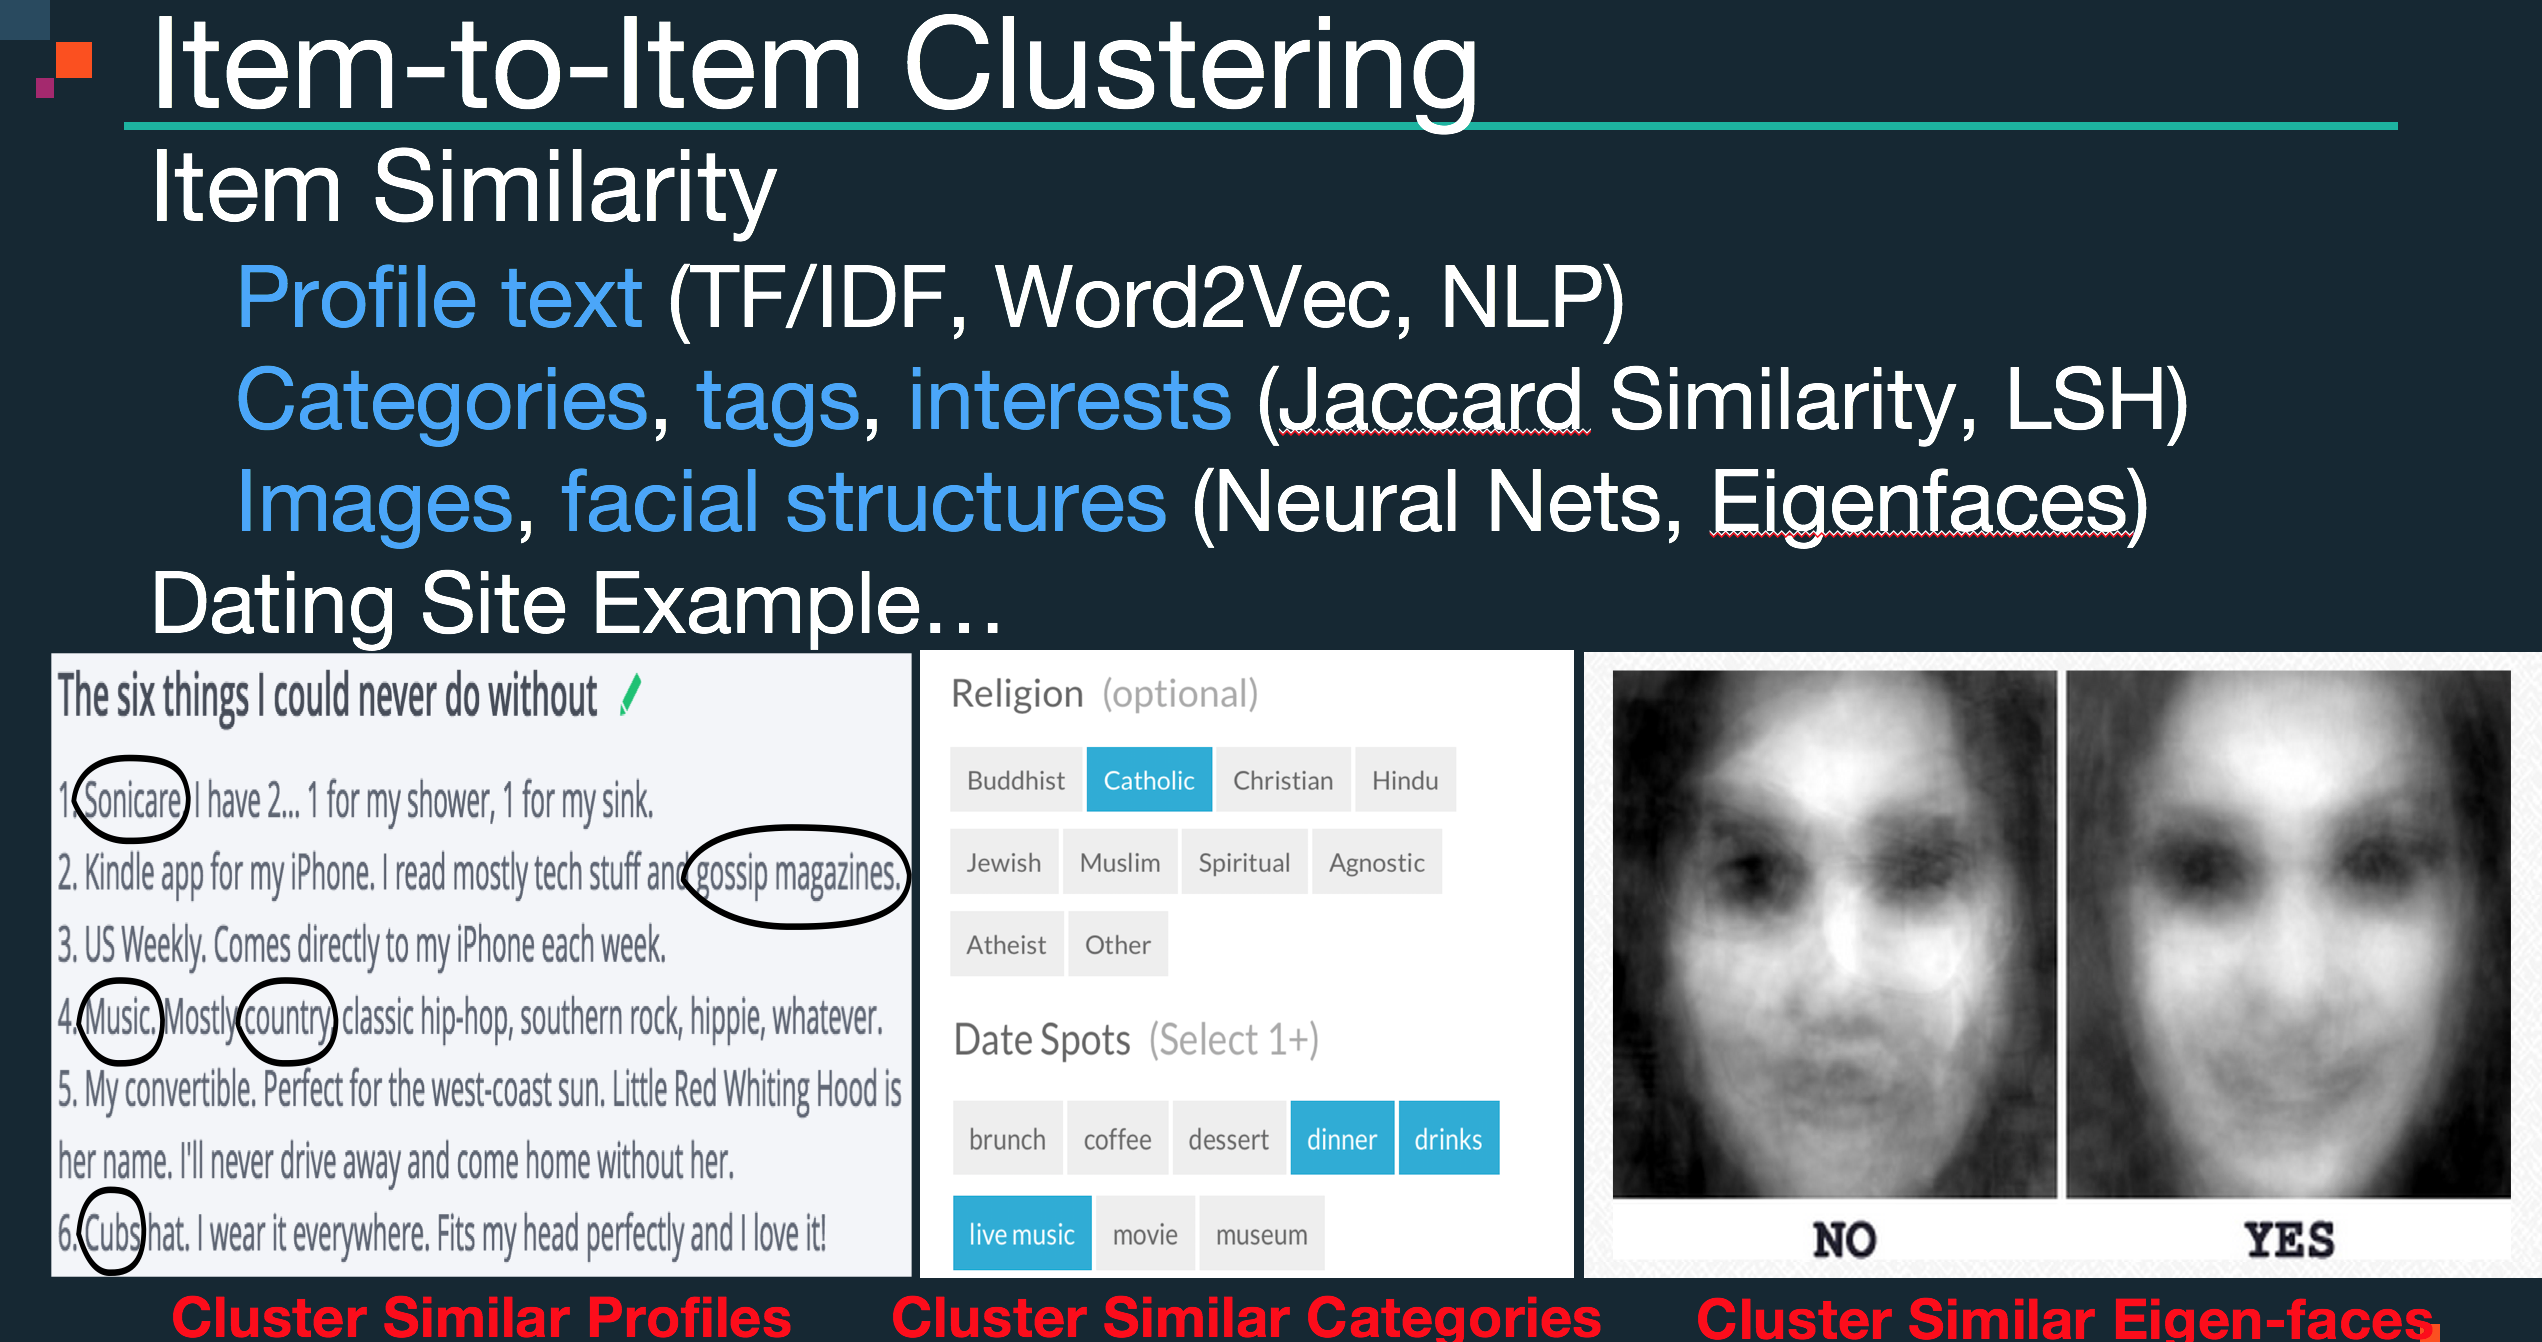 Item-to-Item Clustering
Item Similarity
Profile text (TF/IDF, Word2Vec, NLP)
Categories, tags, interests (Jaccard Similarity, LSH)
Images, facial structures (Neural Nets, Eigenfaces)
Dating Site Example…
The six things I could never do without
1. Sonicare. I have 2... 1 for my shower, 1 for my sink.
2. Kindle app for my iPhone. I read mostly tech stuff and gossip magazines.
3. US Weekly. Comes directly to my iPhone each week.
4. Music. Mostly country, classic hip-hop, southern rock, hippie, whatever.
5. My convertible. Perfect for the west-coast sun. Little Red Whiting Hood is
her name. I'll never drive away and come home without her.
6. Cubs hat. I wear it everywhere. Fits my head perfectly and I love it!
Cluster Similar Profiles
Religion (optional)
Buddhist Catholic Christian Hindu
Jewish Muslim Spiritual Agnostic
Atheist Other
Date Spots (Select 1+)
brunch coffee dessert dinner drinks
live music movie museum
Cluster Similar Categories
NO YES
Cluster Similar Eigen-faces